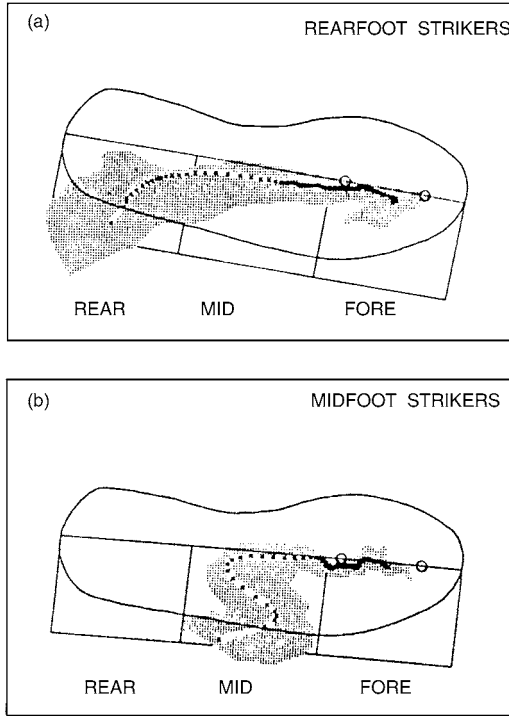 (a)
REARFOOT STRIKERS
REAR MID FORE
(b)
MIDFOOT STRIKERS
REAR MID FORE